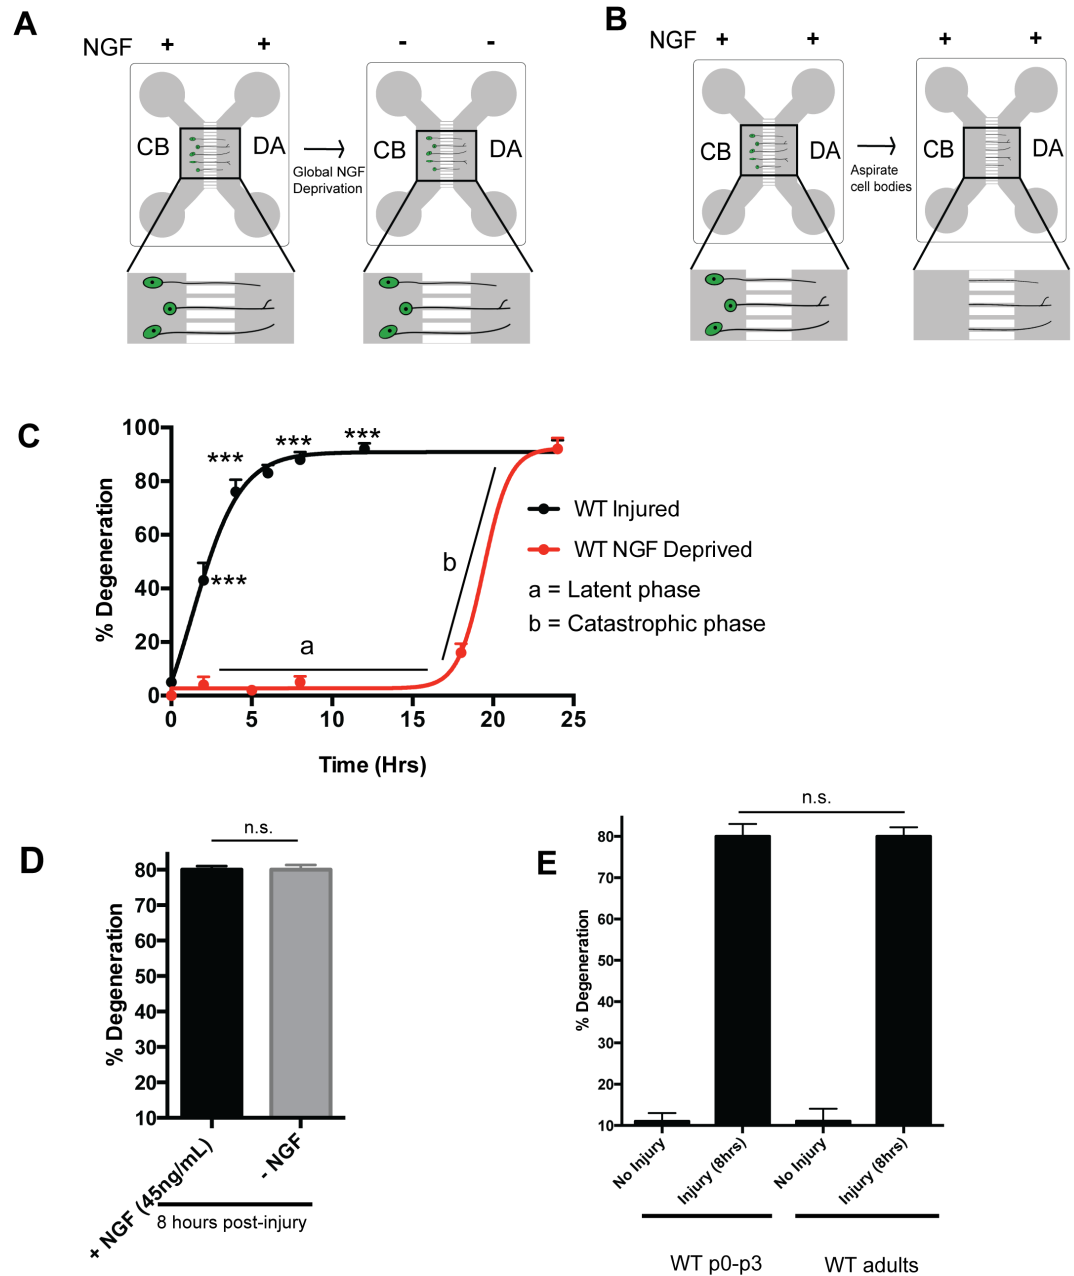 A
NGF + + - -
CB DA
Global NGF
Deprivation
CB DA
B
NGF + + + +
CB DA
Aspirate
cell bodies
CB DA
C
% Degeneration
100
80
60
40
20
0
0 5 10 15 20 25
Time (Hrs)
***
***
***
***
a
b
WT Injured
WT NGF Deprived
a = Latent phase
b = Catastrophic phase
D
n.s.
% Degeneration
80
70
60
50
40
30
20
10
+ NGF (45ng/mL)
- NGF
8 hours post-injury
E
n.s.
% Degeneration
80
70
60
50
40
30
20
10
No Injury
Injury (8hrs)
No Injury
Injury (8hrs)
WT p0-p3
WT adults